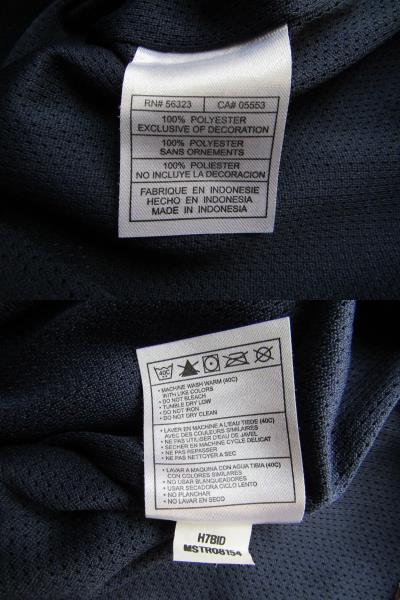 RN# 56323 CA# 05553
100% POLYESTER
EXCLUSIVE OF DECORATION
100% POLYESTER
SANS ORNEMENTS
100% POLIESTER
NO INCLUYE LA DECORACION
FABRIQUE EN INDONESIE
HECHO EN INDONESIA
MADE IN INDONESIA
40C
• MACHINE WASH WARM (40C)
WITH LIKE COLORS
• DO NOT BLEACH
• TUMBLE DRY LOW
• DO NOT IRON
• DO NOT DRY CLEAN
• LAVER EN MACHINE A L'EAU TIEDE (40C)
AVEC DES COULEURS SIMILAIRES
• NE PAS UTILISER D'EAU DE JAVEL
• SECHER EN MACHINE CYCLE DELICAT
• NE PAS REPASSER
• NE PAS NETTOYER A SEC
• LAVAR A MAQUINA CON AGUA TIBIA (40C)
CON COLORES SIMILARES
• NO USAR BLANQUEADORES
• USAR SECADORA CICLO LENTO
• NO PLANCHAR
• NO LAVAR EN SECO
H7BID
MSTR08154